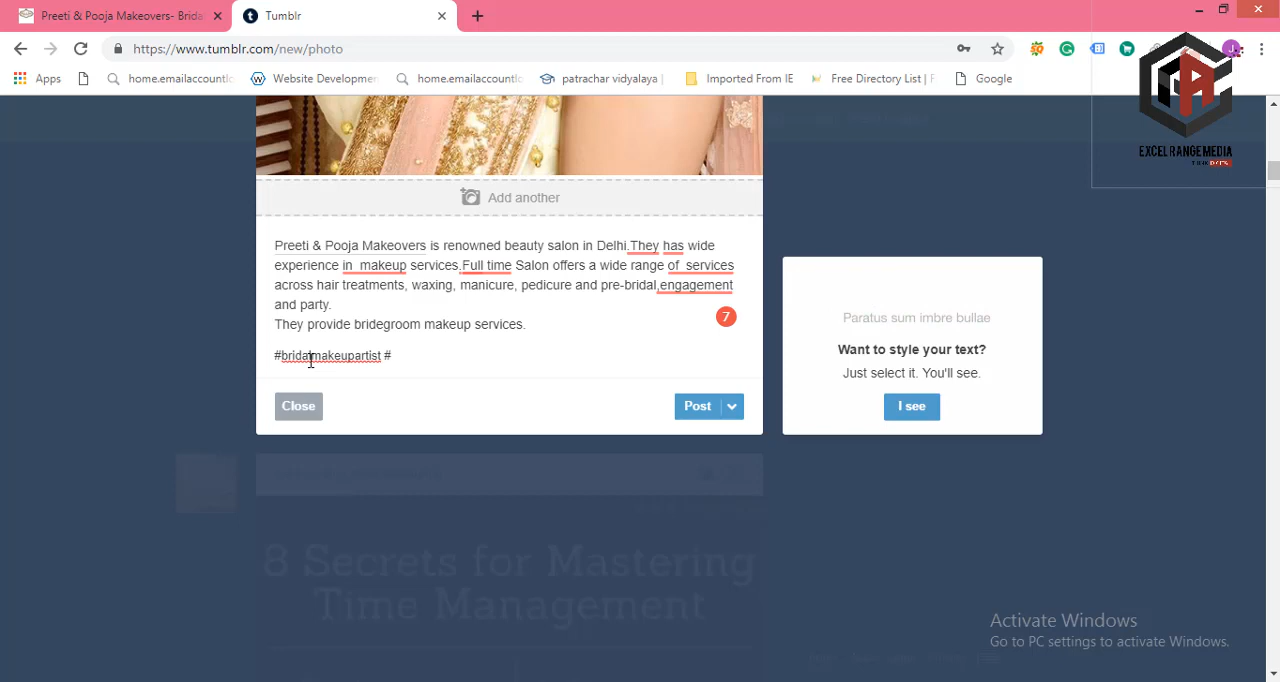 Preeti & Pooja Makeovers- Brida
Tumblr
https://www.tumblr.com/new/photo
Apps
home.emailaccountlo
Website Developmen
home.emailaccountlo
patrachar vidyalaya |
Imported From IE
Free Directory List | F
Google
EXCEL RANGE MEDIA
Add another
Preeti & Pooja Makeovers is renowned beauty salon in Delhi.They has wide
experience in  makeup services.Full time Salon offers a wide range of  services
across hair treatments, waxing, manicure, pedicure and pre-bridal,engagement
and party.
They provide bridegroom makeup services.
7
#bridalmakeupartist #
Close
Post
Paratus sum imbre bullae
Want to style your text?
Just select it. You'll see.
I see
8 Secrets for Mastering
Time Management
Activate Windows
Go to PC settings to activate Windows.